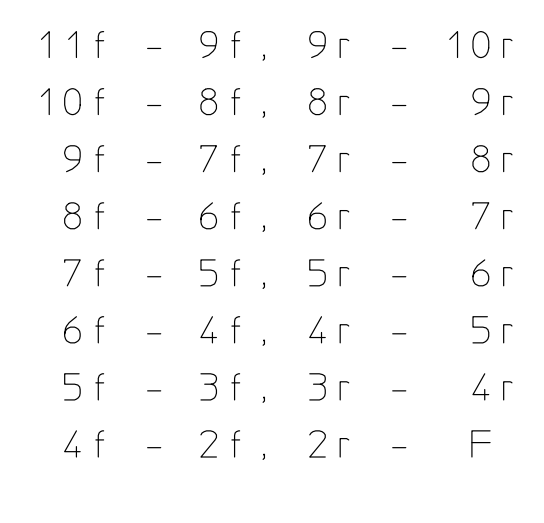 11f - 9f, 9r - 10r
10f - 8f, 8r - 9r
9f - 7f, 7r - 8r
8f - 6f, 6r - 7r
7f - 5f, 5r - 6r
6f - 4f, 4r - 5r
5f - 3f, 3r - 4r
4f - 2f, 2r - F